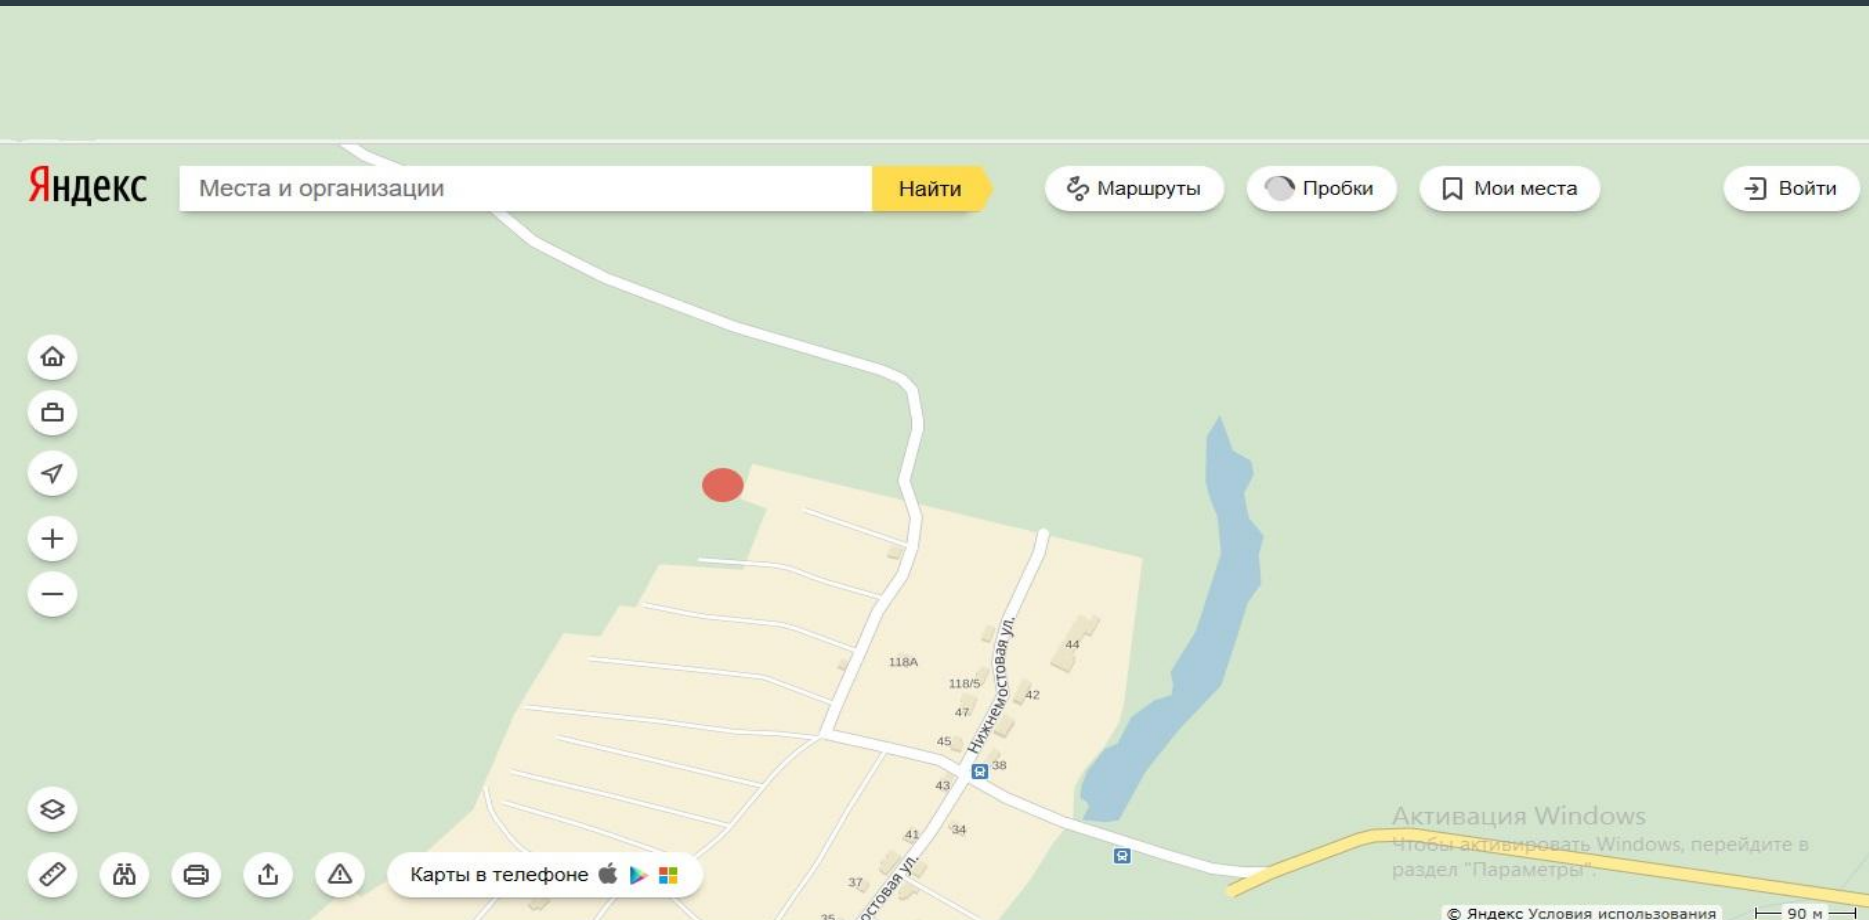 Яндекс
Места и организации
Найти
Маршруты
Пробки
Мои места
Войти
118А
44
118/5
42
47
Нижнемостовая ул.
45
38
43
41
34
37
35
остовая ул.
Карты в телефоне
Активация Windows
Чтобы активировать Windows, перейдите в
раздел "Параметры".
© Яндекс Условия использования
90 м